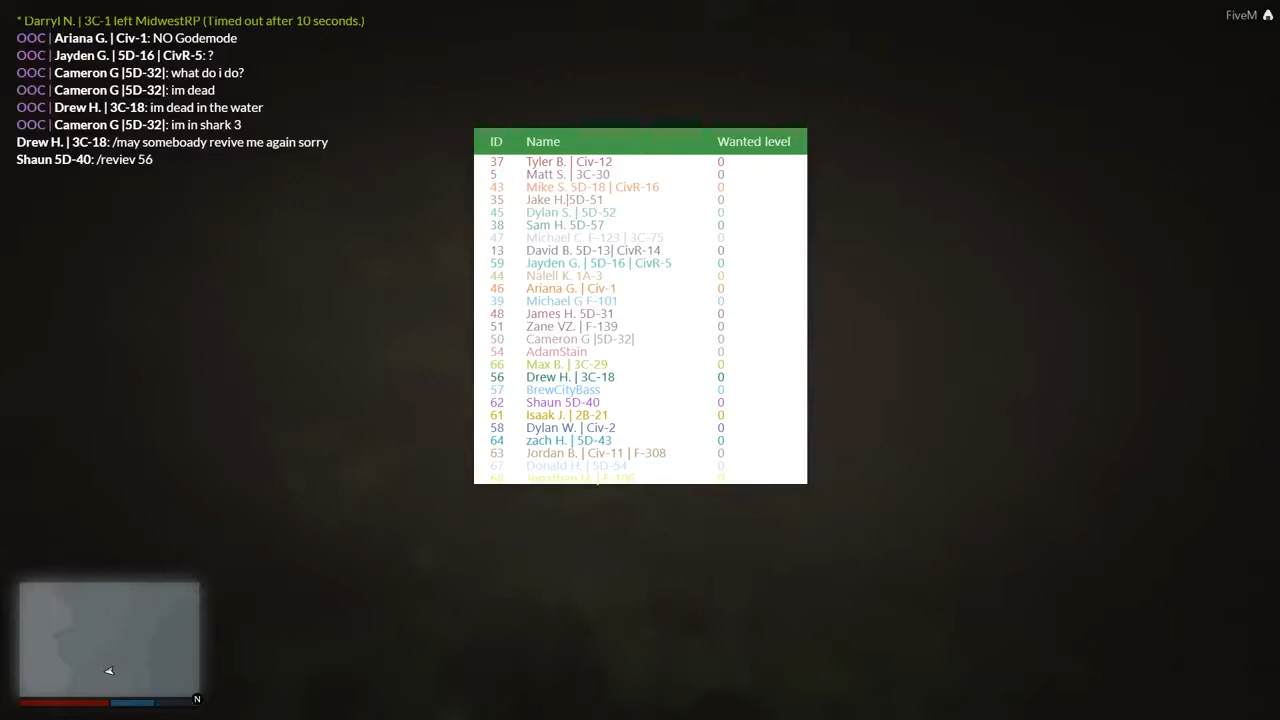 * Darryl N. | 3C-1 left MidwestRP (Timed out after 10 seconds.)
FiveM
OOC | Ariana G. | Civ-1: NO Godemode
OOC | Jayden G. | 5D-16 | CivR-5: ?
OOC | Cameron G |5D-32|: what do i do?
OOC | Cameron G |5D-32|: im dead
OOC | Drew H. | 3C-18: im dead in the water
OOC | Cameron G |5D-32|: im in shark 3
Drew H. | 3C-18: /may someboady revive me again sorry
Shaun 5D-40: /reviev 56
ID Name Wanted level
37 Tyler B. | Civ-12 0
5 Matt S. | 3C-30 0
43 Mike S. 5D-18 | CivR-16 0
35 Jake H.|5D-51 0
45 Dylan S. | 5D-52 0
38 Sam H. 5D-57 0
47 Michael C. F-123 | 3C-75 0
13 David B. 5D-13| CivR-14 0
59 Jayden G. | 5D-16 | CivR-5 0
44 Nalell K. 1A-3 0
46 Ariana G. | Civ-1 0
39 Michael G F-101 0
48 James H. 5D-31 0
51 Zane VZ. | F-139 0
50 Cameron G |5D-32| 0
54 AdamStain 0
66 Max B. | 3C-29 0
56 Drew H. | 3C-18 0
57 BrewCityBass 0
62 Shaun 5D-40 0
61 Isaak J. | 2B-21 0
58 Dylan W. | Civ-2 0
64 zach H. | 5D-43 0
63 Jordan B. | Civ-11 | F-308 0
67 Donald H. | 5D-54 0
Jonathan 0
N